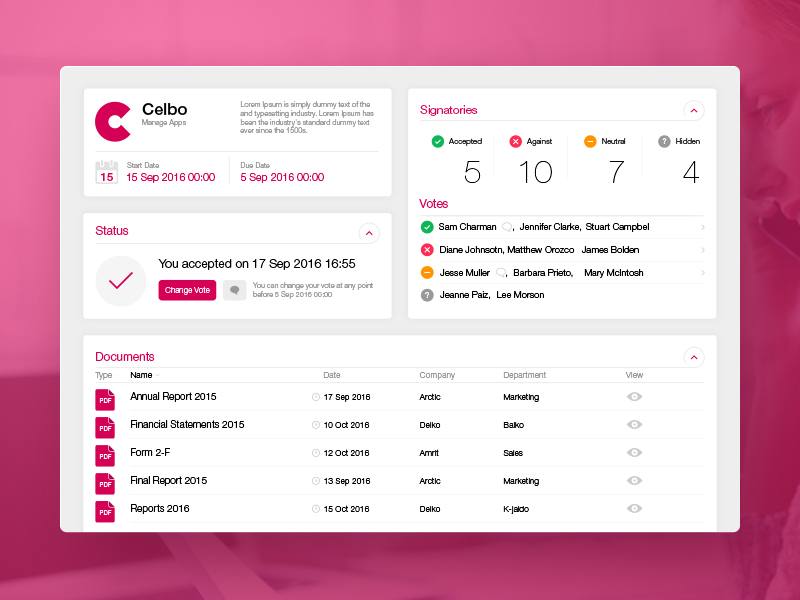 Celbo
Manage Apps
Lorem Ipsum is simply dummy text of the
and typesetting industry. Lorem Ipsum has
been the industry's standard dummy text
ever since the 1500s.
15
Start Date
15 Sep 2016 00:00
Due Date
5 Sep 2016 00:00
Status
You accepted on 17 Sep 2016 16:55
Change Vote
You can change your vote at any point
before 5 Sep 2016 00:00
Signatories
Accepted Against Neutral ? Hidden
5 10 7 4
Votes
Sam Charman , Jennifer Clarke, Stuart Campbel
Diane Johnsotn, Matthew Orozco James Bolden
Jesse Muller , Barbara Prieto, Mary McIntosh
? Jeanne Paiz, Lee Morson
Documents
Type Name Date Company Department View
PDF Annual Report 2015 17 Sep 2016 Arctic Marketing
PDF Financial Statements 2015 10 Oct 2016 Delko Balko
PDF Form 2-F 12 Oct 2016 Amrit Sales
PDF Final Report 2015 13 Sep 2016 Arctic Marketing
PDF Reports 2016 15 Oct 2016 Delko K-jaldo